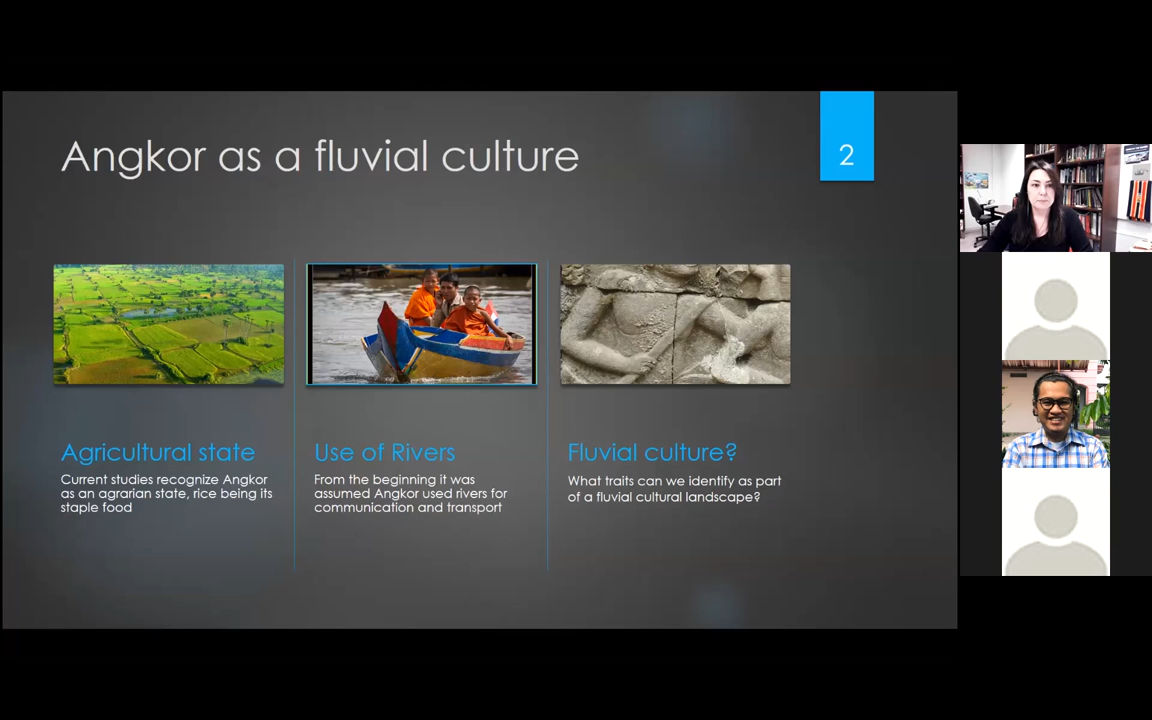 Angkor as a fluvial culture
2
Agricultural state
Current studies recognize Angkor
as an agrarian state, rice being its
staple food
Use of Rivers
From the beginning it was
assumed Angkor used rivers for
communication and transport
Fluvial culture?
What traits can we identify as part
of a fluvial cultural landscape?